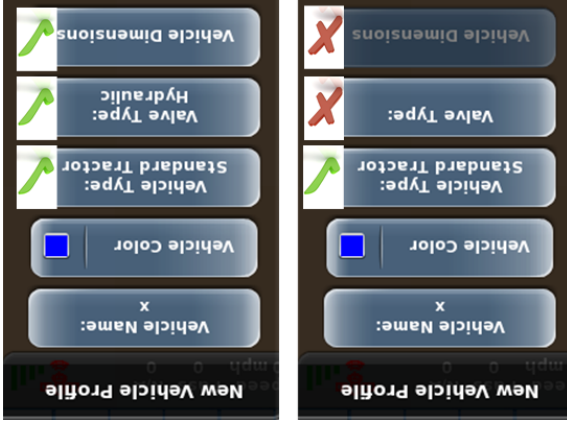 New Vehicle Profile
Vehicle Name:
x
Vehicle Color
Vehicle Type:
Standard Tractor
Valve Type:
Vehicle Dimensions
New Vehicle Profile
Vehicle Name:
x
Vehicle Color
Vehicle Type:
Standard Tractor
Valve Type:
Hydraulic
Vehicle Dimensions